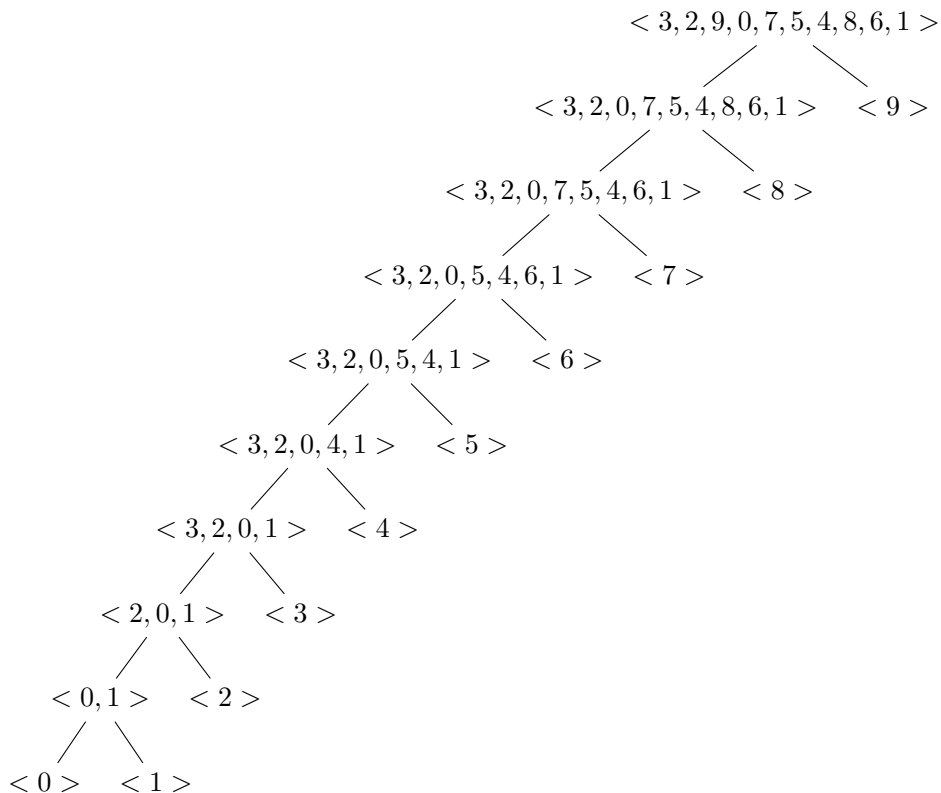 < 3, 2, 9, 0, 7, 5, 4, 8, 6, 1 >
< 3, 2, 0, 7, 5, 4, 8, 6, 1 > < 9 >
< 3, 2, 0, 7, 5, 4, 6, 1 > < 8 >
< 3, 2, 0, 5, 4, 6, 1 > < 7 >
< 3, 2, 0, 5, 4, 1 > < 6 >
< 3, 2, 0, 4, 1 > < 5 >
< 3, 2, 0, 1 > < 4 >
< 2, 0, 1 > < 3 >
< 0, 1 > < 2 >
< 0 > < 1 >